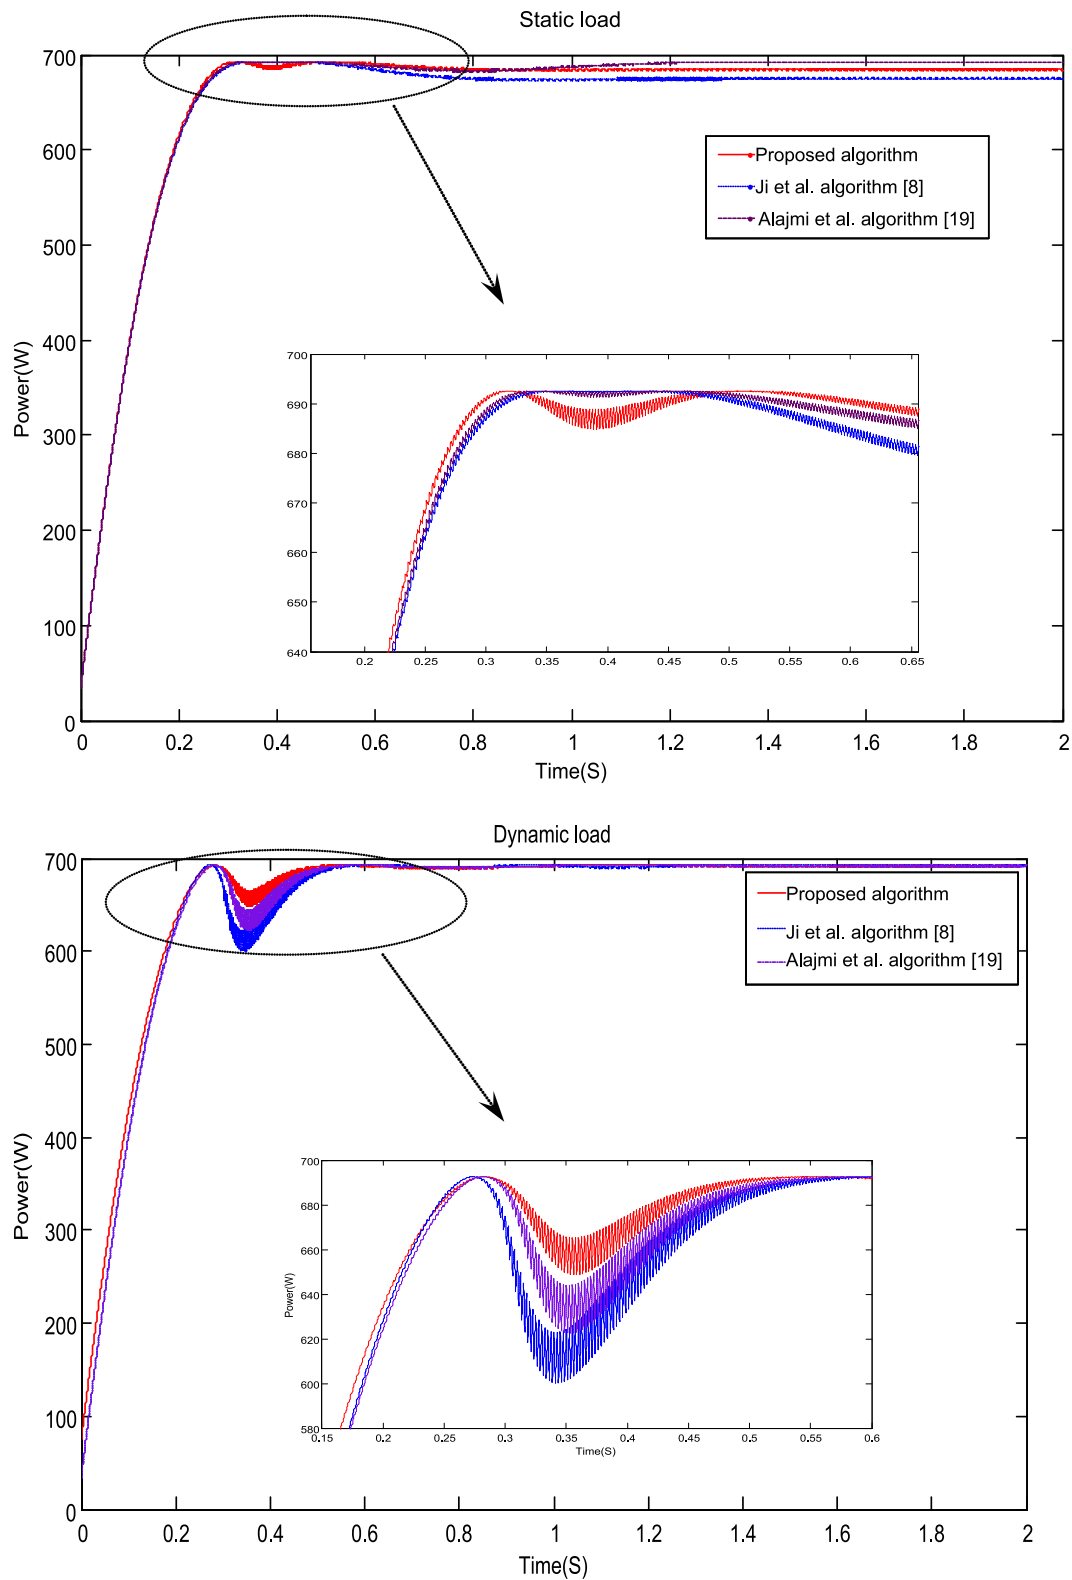 Static load
700
600
500
400
300
200
100
0
Power(W)
Proposed algorithm
Ji et al. algorithm [8]
Alajmi et al. algorithm [19]
700
690
680
670
660
650
640
0.2 0.25 0.3 0.35 0.4 0.45 0.5 0.55 0.6 0.65
0 0.2 0.4 0.6 0.8 1 1.2 1.4 1.6 1.8 2
Time(S)
Dynamic load
700
600
500
400
300
200
100
0
Power(W)
Proposed algorithm
Ji et al. algorithm [8]
Alajmi et al. algorithm [19]
700
680
660
640
620
600
580
Power(W)
0.15 0.2 0.25 0.3 0.35 0.4 0.45 0.5 0.55 0.6
Time(S)
0 0.2 0.4 0.6 0.8 1 1.2 1.4 1.6 1.8 2
Time(S)